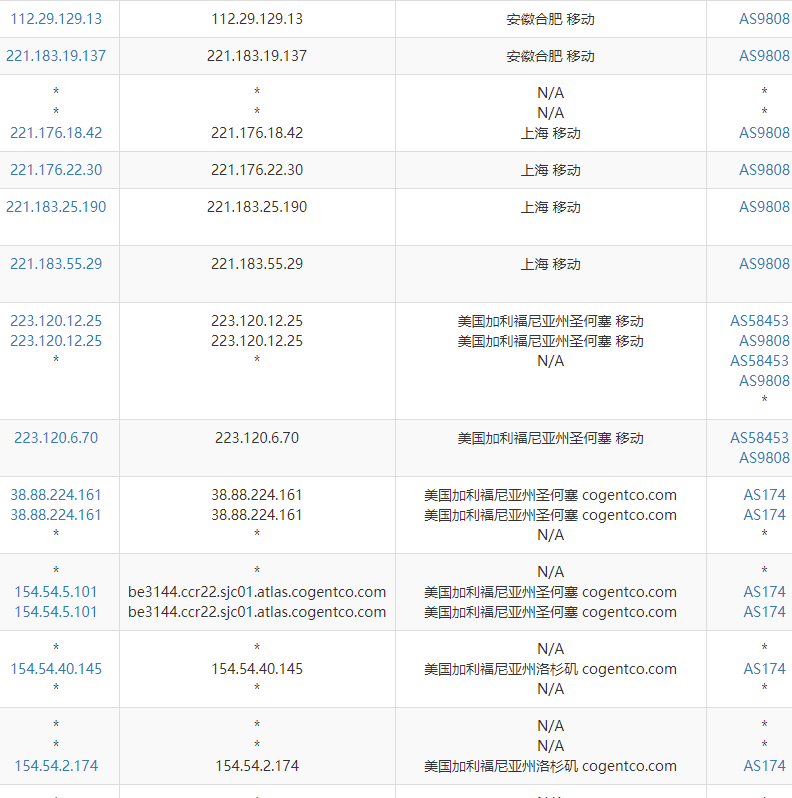 112.29.129.13 112.29.129.13 安徽合肥 移动 AS9808
221.183.19.137 221.183.19.137 安徽合肥 移动 AS9808
* * N/A *
* * N/A *
221.176.18.42 221.176.18.42 上海 移动 AS9808
221.176.22.30 221.176.22.30 上海 移动 AS9808
221.183.25.190 221.183.25.190 上海 移动 AS9808
221.183.55.29 221.183.55.29 上海 移动 AS9808
223.120.12.25 223.120.12.25 美国加利福尼亚州圣何塞 移动 AS58453
223.120.12.25 223.120.12.25 美国加利福尼亚州圣何塞 移动 AS9808
* * N/A AS58453
AS9808
*
223.120.6.70 223.120.6.70 美国加利福尼亚州圣何塞 移动 AS58453
AS9808
38.88.224.161 38.88.224.161 美国加利福尼亚州圣何塞 cogentco.com AS174
38.88.224.161 38.88.224.161 美国加利福尼亚州圣何塞 cogentco.com AS174
* * N/A *
* * N/A *
154.54.5.101 be3144.ccr22.sjc01.atlas.cogentco.com 美国加利福尼亚州圣何塞 cogentco.com AS174
154.54.5.101 be3144.ccr22.sjc01.atlas.cogentco.com 美国加利福尼亚州圣何塞 cogentco.com AS174
* * N/A *
154.54.40.145 154.54.40.145 美国加利福尼亚州洛杉矶 cogentco.com AS174
* * N/A *
* * N/A *
* * N/A *
154.54.2.174 154.54.2.174 美国加利福尼亚州洛杉矶 cogentco.com AS174